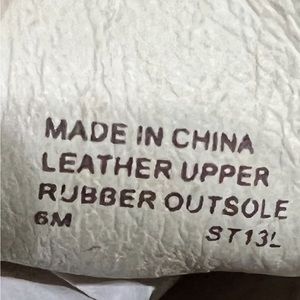 MADE IN CHINA
LEATHER UPPER
RUBBER OUTSOLE
6M ST13L